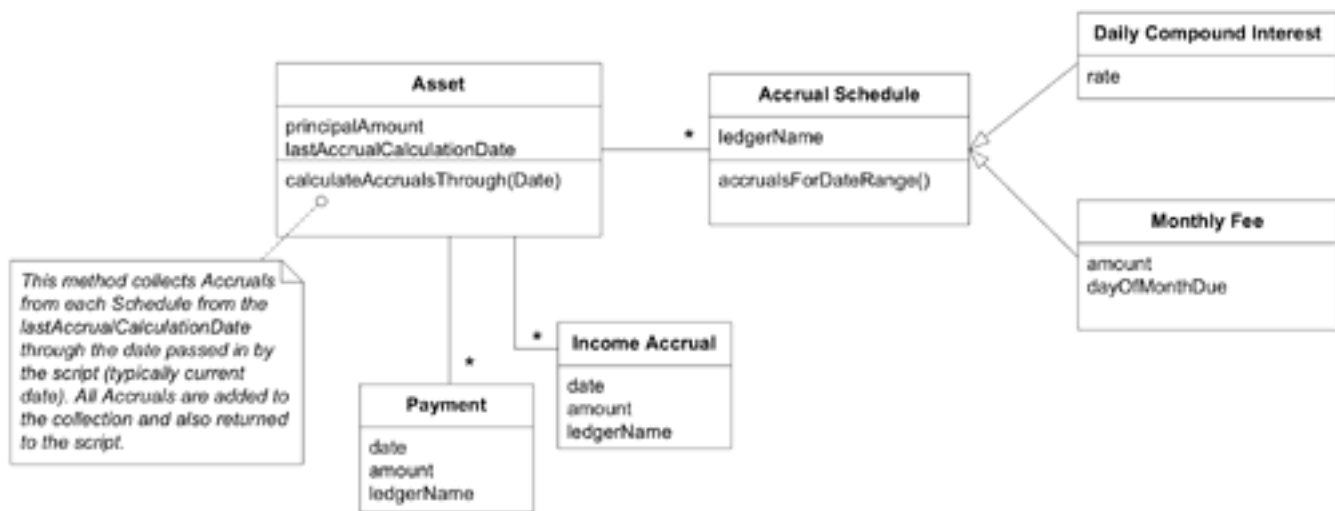 Daily Compound Interest
rate
Asset
principalAmount
lastAccrualCalculationDate
calculateAccrualsThrough(Date)
*
Accrual Schedule
ledgerName
accrualsForDateRange()
Monthly Fee
amount
dayOfMonthDue
This method collects Accruals
from each Schedule from the
lastAccrualCalculationDate
through the date passed in by
the script (typically current
date). All Accruals are added to
the collection and also returned
to the script.
*
Income Accrual
date
amount
ledgerName
*
Payment
date
amount
ledgerName